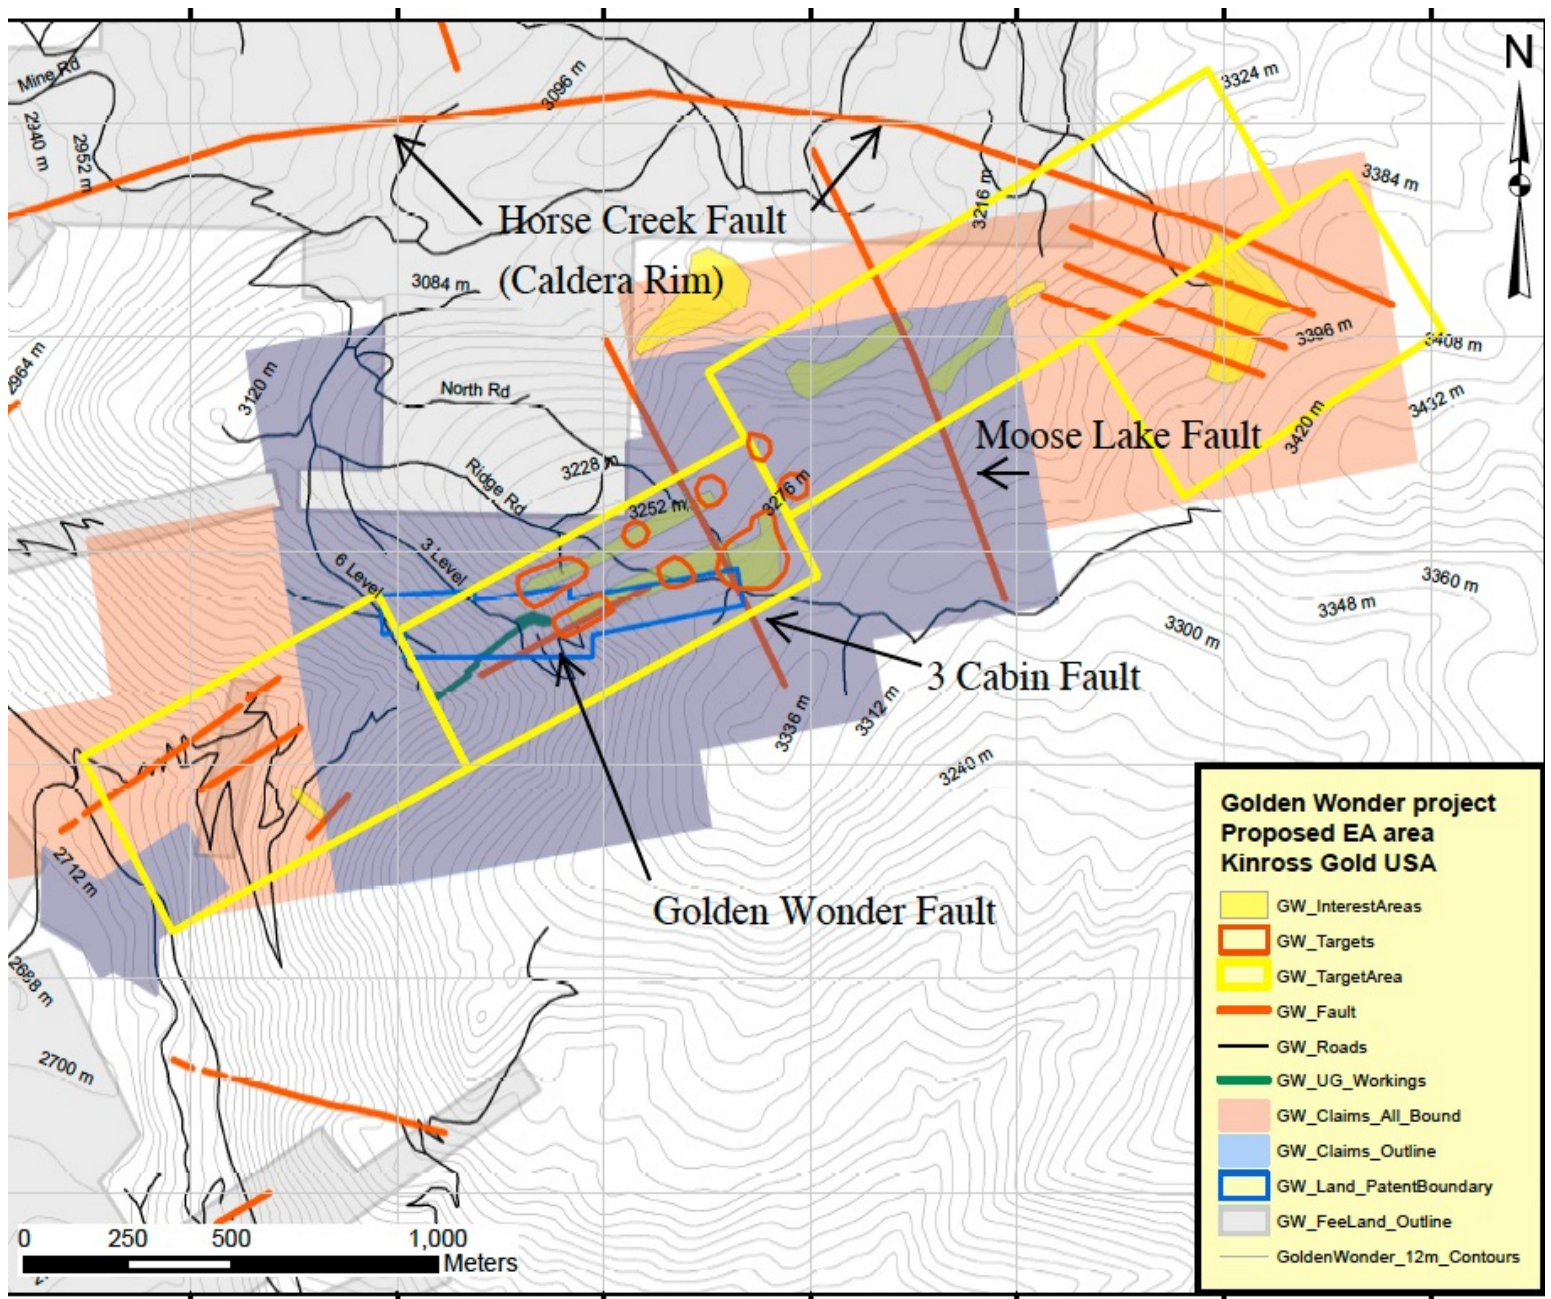 N
3324 m
Mine Rd
3096 m
2940 m
2952 m
3216 m
3384 m
Horse Creek Fault
(Caldera Rim)
3084 m
3396 m
3408 m
2964 m
3120 m
North Rd
3432 m
3420 m
Moose Lake Fault
3228 m
Ridge Rd
3276 m
3252 m
3 Level
6 Level
3360 m
3348 m
3300 m
3 Cabin Fault
3336 m
3312 m
3240 m
Golden Wonder Fault
2712 m
2688 m
2700 m
Golden Wonder project
Proposed EA area
Kinross Gold USA
GW_InterestAreas
GW_Targets
GW_TargetArea
GW_Fault
GW_Roads
GW_UG_Workings
GW_Claims_All_Bound
GW_Claims_Outline
GW_Land_PatentBoundary
GW_FeeLand_Outline
GoldenWonder_12m_Contours
0 250 500 1,000
Meters